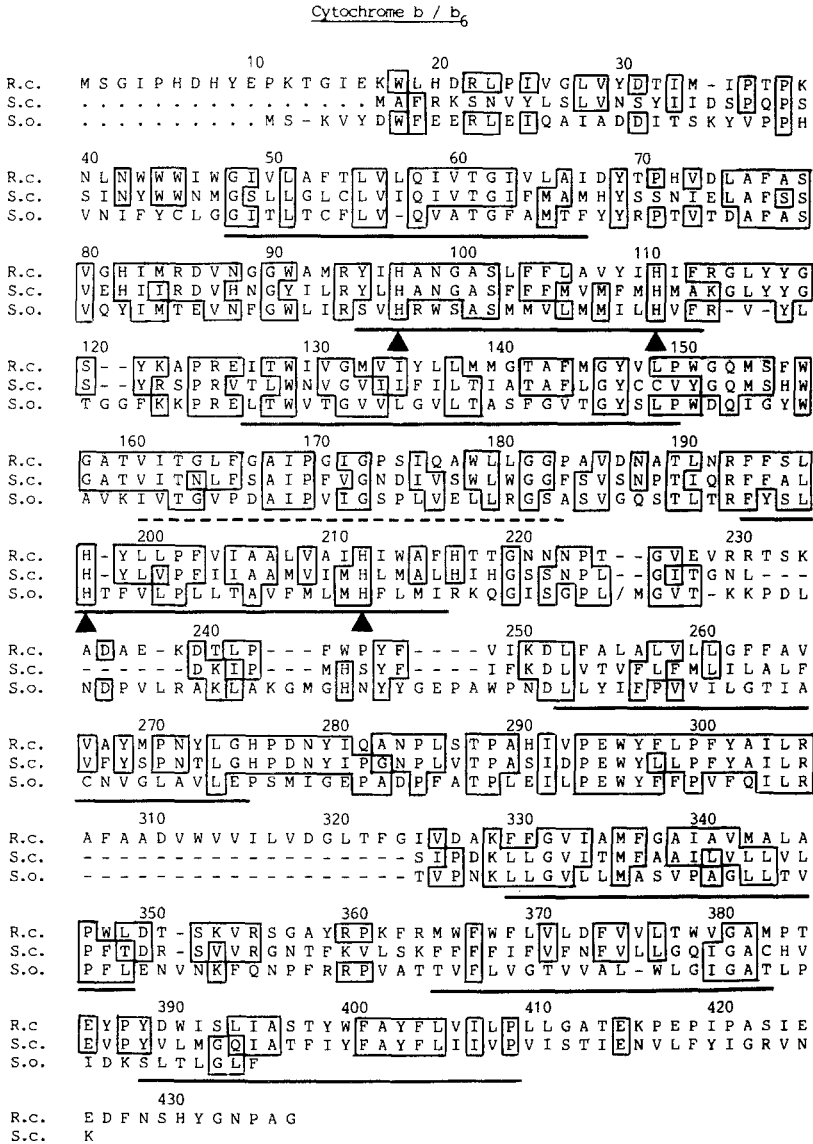 Cytochrome b / b6
10 20 30
R.c. M S G I P H D H Y E P K T G I E K W L H D R L P I V G L V Y D T I M - I P T P K
S.c. . . . . . . . . . . . . . . . . M A F R K S N V Y L S L V N S Y I I D S P Q P S
S.o. . . . . . . . . . . M S - K V Y D W F E E R L E I Q A I A D D I T S K Y V P P H
40 50 60 70
R.c. N L N W W W I W G I V L A F T L V L Q I V T G I V L A I D Y T P H V D L A F A S
S.c. S I N Y W W N M G S L L G L C L V I Q I V T G I F M A M H Y S S N I E L A F S S
S.o. V N I F Y C L G G I T L T C F L V - Q V A T G F A M T F Y Y R P T V T D A F A S
80 90 100 110
R.c. V G H I M R D V N G G W A M R Y I H A N G A S L F F L A V Y I H I F R G L Y Y G
S.c. V E H I I R D V H N G Y I L R Y L H A N G A S F F F M V M F M H M A K G L Y Y G
S.o. V Q Y I M T E V N F G W L I R S V H R W S A S M M V L M M I L H V F R - V - Y L
120 130 140 150
R.c. S - - Y K A P R E I T W I V G M V I Y L L M M G T A F M G Y V L P W G Q M S F W
S.c. S - - Y R S P R V T L W N V G V I I F I L T I A T A F L G Y C C V Y G Q M S H W
S.o. T G G F K K P R E L T W V T G V V L G V L T A S F G V T G Y S L P W D Q I G Y W
160 170 180 190
R.c. G A T V I T G L F G A I P G I G P S I Q A W L L G G P A V D N A T L N R F F S L
S.c. G A T V I T N L F S A I P F V G N D I V S W L W G G F S V S N P T I Q R F F A L
S.o. A V K I V T G V P D A I P V I G S P L V E L L R G S A S V G Q S T L T R F Y S L
200 212 220 230
R.c. H - Y L L P F V I A A L V A I H I W A F H T T G N N N P T - - G V E V R R T S K
S.c. H - Y L V P F I I A A M V I M H L M A L H I H G S S N P L - - G I T G N L - - -
S.o. H T F V L P L L T A V F M L M H F L M I R K Q G I S G P L / M G V T - K K P D L
240 250 260
R.c. A D A E - K D T L P - - - F W P Y F - - - - V I K D L F A L A L V L L G F F A V
S.c. - - - - - - D K I P - - - M H S Y F - - - - I F K D L V T V F L F M L I L A L F
S.o. N D P V L R A K L A K G M G H N Y Y G E P A W P N D L L Y I F P V V I L G T I A
270 280 290 300
R.c. V A Y M P N Y L G H P D N Y I Q A N P L S T P A H I V P E W Y F L P F Y A I L R
S.c. V F Y S P N T L G H P D N Y I P G N P L V T P A S I D P E W Y L L P F Y A I L R
S.o. C N V G L A V L E P S M I G E P A D P F A T P L E I L P E W Y F F P V F Q I L R
310 320 330 340
R.c. A F A A D V W V V I L V D G L T F G I V D A K F F G V I A M F G A I A V M A L A
S.c. - - - - - - - - - - - - - - - - - - S I P D K L L G V I T M F A A I L V L L V L
S.o. - - - - - - - - - - - - - - - - - - T V P N K L L G V L L M A S V P A G L L T V
350 360 370 380
R.c. P W L D T - S K V R S G A Y R P K F R M W F W F L V L D F V V L T W V G A M P T
S.c. P F T D R - S V V R G N T F K V L S K F F F F I F V F N F V L L G Q I G A C H V
S.o. P F L E N V N K F Q N P F R R P V A T T V F L V G T V V A L - W L G I G A T L P
390 400 410 420
R.c E Y P Y D W I S L I A S T Y W F A Y F L V I L P L L G A T E K P E P I P A S I E
S.c. E V P Y V L M G Q I A T F I Y F A Y F L I I V P V I S T I E N V L F Y I G R V N
S.o. I D K S L T L G L F
430
R.c. E D F N S H Y G N P A G
S.c. K